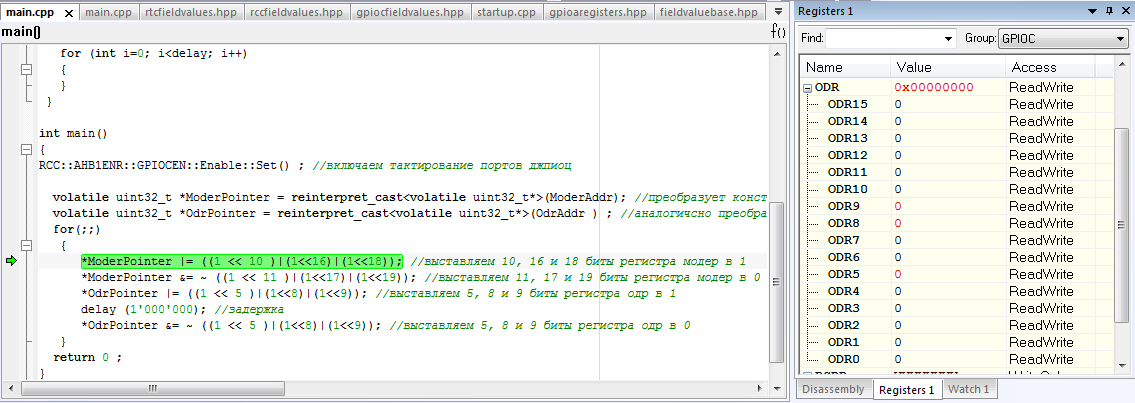 main.cpp x main.cpp rtcfieldvalues.hpp rccfieldvalues.hpp gpiocfieldvalues.hpp startup.cpp gpioaregisters.hpp fieldvaluebase.hpp
main() f()
for (int i=0; i<delay; i++)
{
}
}
int main()
{
RCC::AHB1ENR::GPIOCEN::Enable::Set() ; //включаем тактирование портов джпиоц
volatile uint32_t *ModerPointer = reinterpret_cast<volatile uint32_t*>(ModerAddr); //преобразует конст
volatile uint32_t *OdrPointer = reinterpret_cast<volatile uint32_t*>(OdrAddr ) ; //аналогичсно преобра
for(;;)
{
*ModerPointer |= ((1 << 10 )|(1<<16)|(1<<18)); //выставляем 10, 16 и 18 биты регистра модер в 1
*ModerPointer &= ~ ((1 << 11 )|(1<<17)|(1<<19)); //выставляем 11, 17 и 19 биты регистра модер в 0
*OdrPointer |= ((1 << 5 )|(1<<8)|(1<<9)); //выставляем 5, 8 и 9 биты регистра одр в 1
delay (1'000'000); //задержка
*OdrPointer &= ~ ((1 << 5 )|(1<<8)|(1<<9)); //выставляем 5, 8 и 9 биты регистра одр в 0
}
return 0 ;
}
Registers 1
Find: Group: GPIOC
Name Value Access
ODR 0x00000000 ReadWrite
ODR15 0 ReadWrite
ODR14 0 ReadWrite
ODR13 0 ReadWrite
ODR12 0 ReadWrite
ODR11 0 ReadWrite
ODR10 0 ReadWrite
ODR9 0 ReadWrite
ODR8 0 ReadWrite
ODR7 0 ReadWrite
ODR6 0 ReadWrite
ODR5 0 ReadWrite
ODR4 0 ReadWrite
ODR3 0 ReadWrite
ODR2 0 ReadWrite
ODR1 0 ReadWrite
ODR0 0 ReadWrite
Disassembly Registers 1 Watch 1